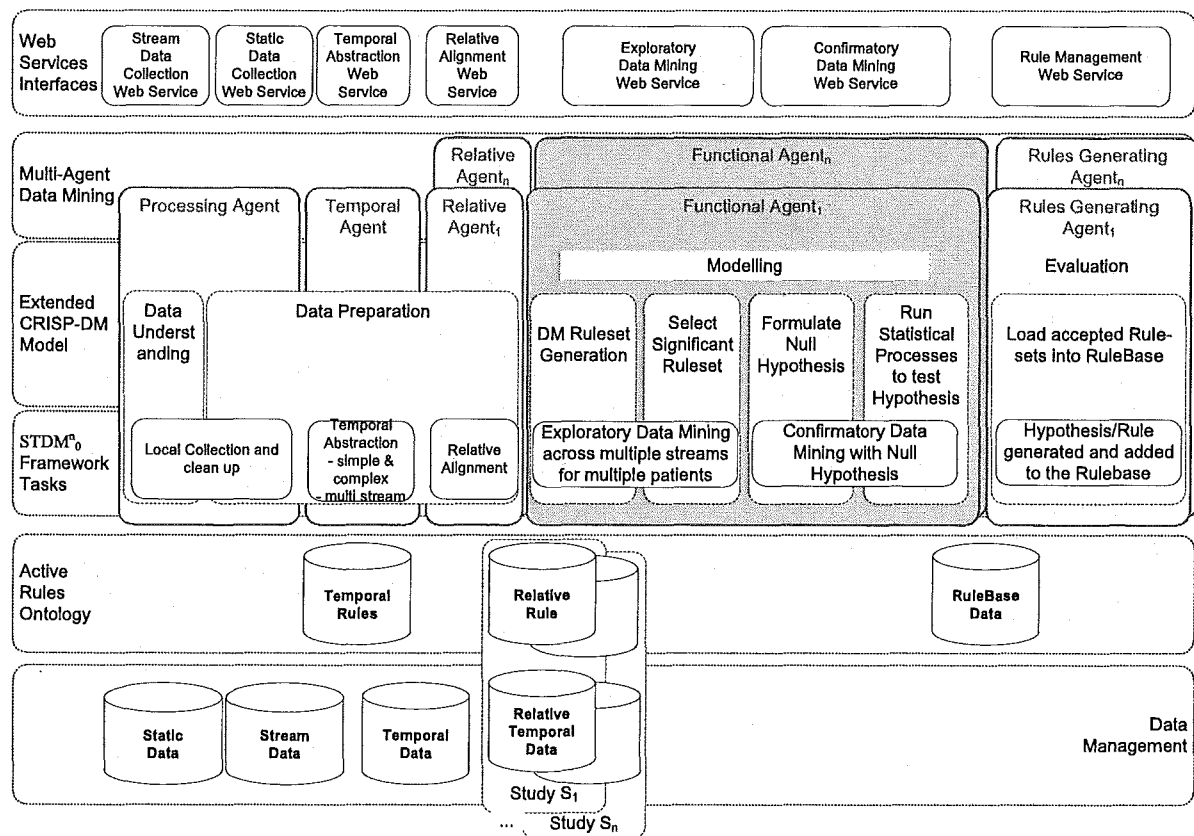 Web
Services
Interfaces
Stream
Data
Collection
Web Service
Static
Data
Collection
Web Service
Temporal
Abstraction
Web
Service
Relative
Alignment
Web
Service
Exploratory
Data Mining
Web Service
Confirmatory
Data Mining
Web Service
Rule Management
Web Service
Multi-Agent
Data Mining
Relative
Agentn
Functional Agentn
Rules Generating
Agentn
Processing Agent
Temporal
Agent
Relative
Agent1
Functional Agent1
Rules Generating
Agent1
Modelling
Evaluation
Extended
CRISP-DM
Model
Data
Underst
anding
Data Preparation
DM Ruleset
Generation
Select
Significant
Ruleset
Formulate
Null
Hypothesis
Run
Statistical
Processes
to test
Hypothesis
Load accepted Rule-
sets into RuleBase
STDMn0
Framework
Tasks
Local Collection and
clean up
Temporal
Abstraction
- simple &
complex
- multi stream
Relative
Alignment
Exploratory Data Mining
across multiple streams
for multiple patients
Confirmatory Data
Mining with Null
Hypothesis
Hypothesis/Rule
generated and added
to the Rulebase
Active
Rules
Ontology
Temporal
Rules
Relative
Rule
RuleBase
Data
Static
Data
Stream
Data
Temporal
Data
Relative
Temporal
Data
Data
Management
Study S1
... Study Sn